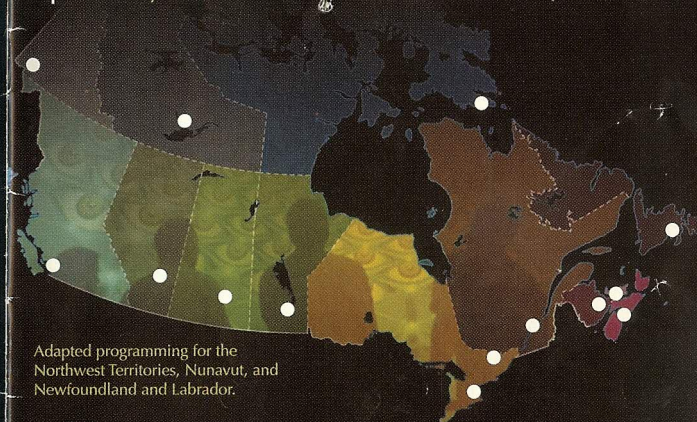 Adapted programming for the
Northwest Territories, Nunavut, and
Newfoundland and Labrador.